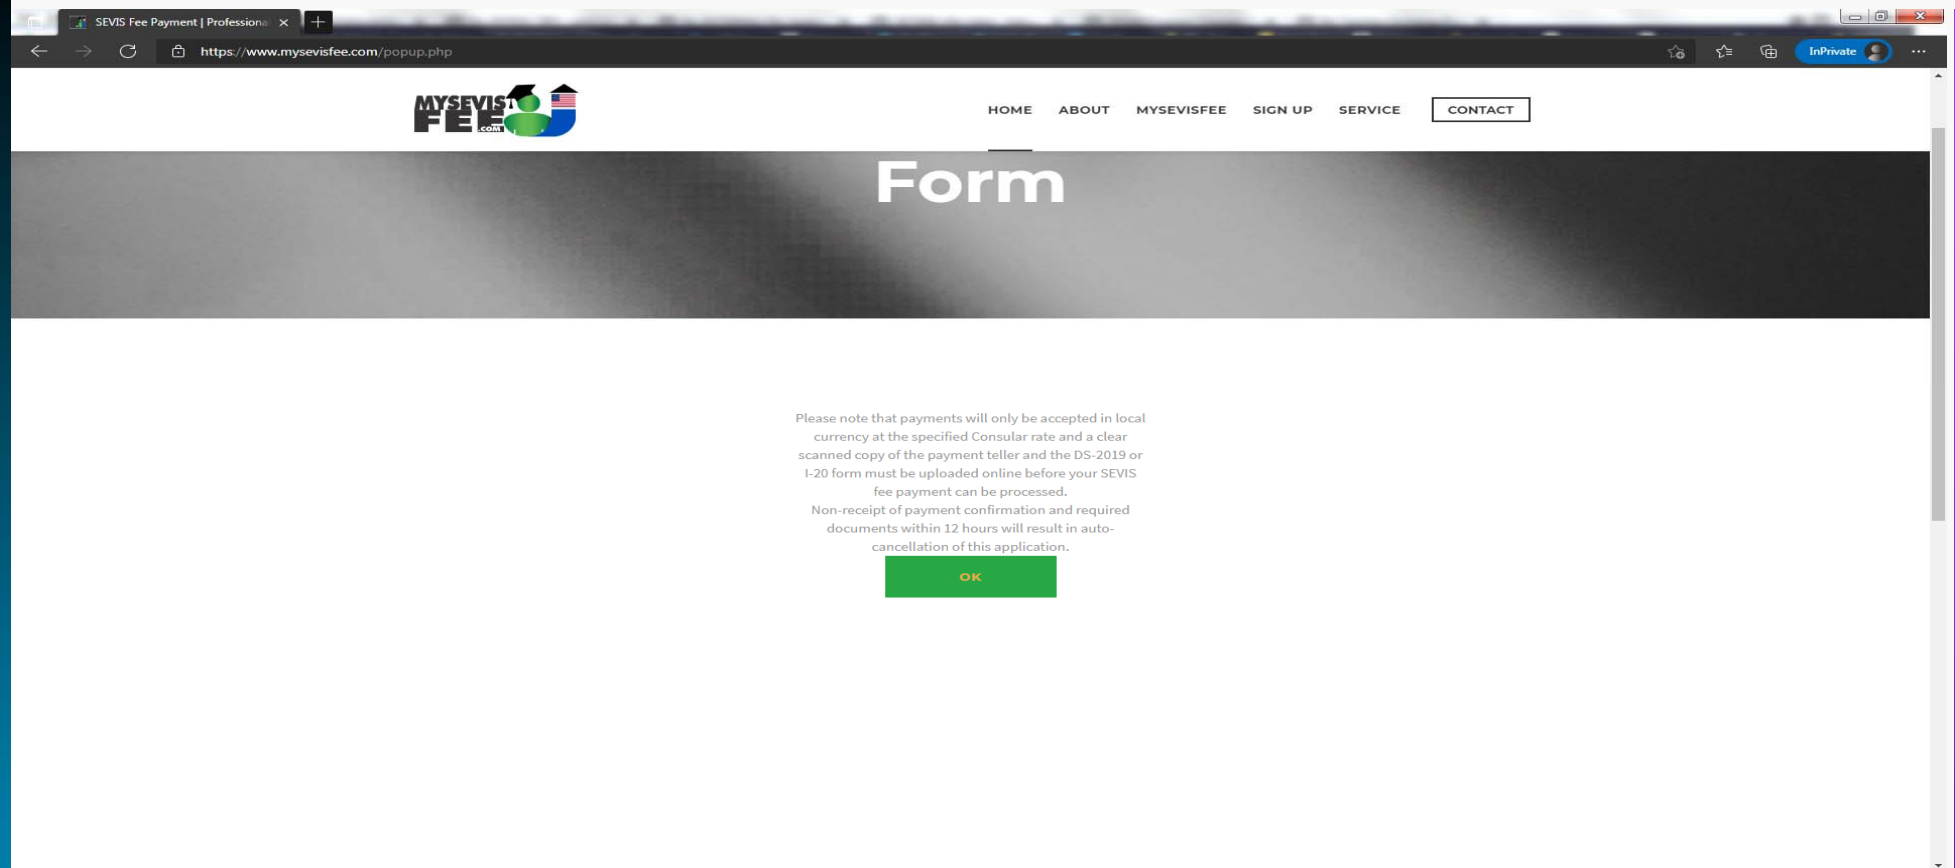 SEVIS Fee Payment | Professional
https://www.mysevisfee.com/popup.php
InPrivate
MYSEVIS
FEE
.COM
HOME ABOUT MYSEVISFEE SIGN UP SERVICE CONTACT
Form
Please note that payments will only be accepted in local
currency at the specified Consular rate and a clear
scanned copy of the payment teller and the DS-2019 or
I-20 form must be uploaded online before your SEVIS
fee payment can be processed.
Non-receipt of payment confirmation and required
documents within 12 hours will result in auto-
cancellation of this application.
OK